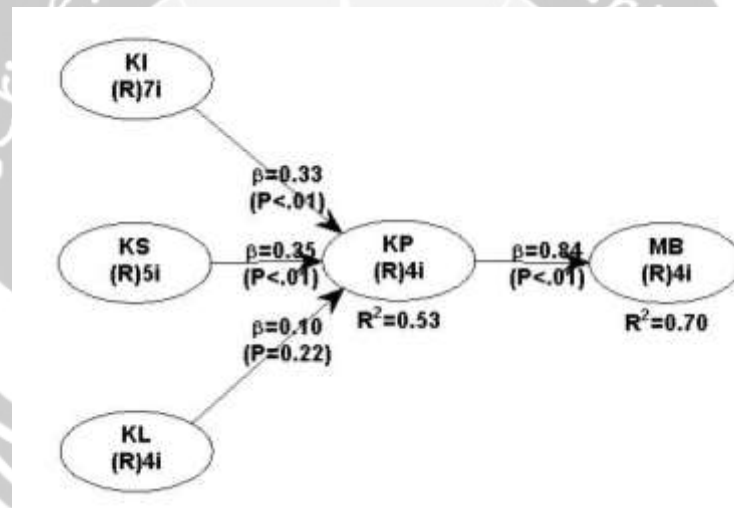 KI
(R)7i
β=0.33
(P<.01)
KS
(R)5i
β=0.35
(P<.01)
KP
(R)4i
R²=0.53
β=0.84
(P<.01)
MB
(R)4i
R²=0.70
β=0.10
(P=0.22)
KL
(R)4i